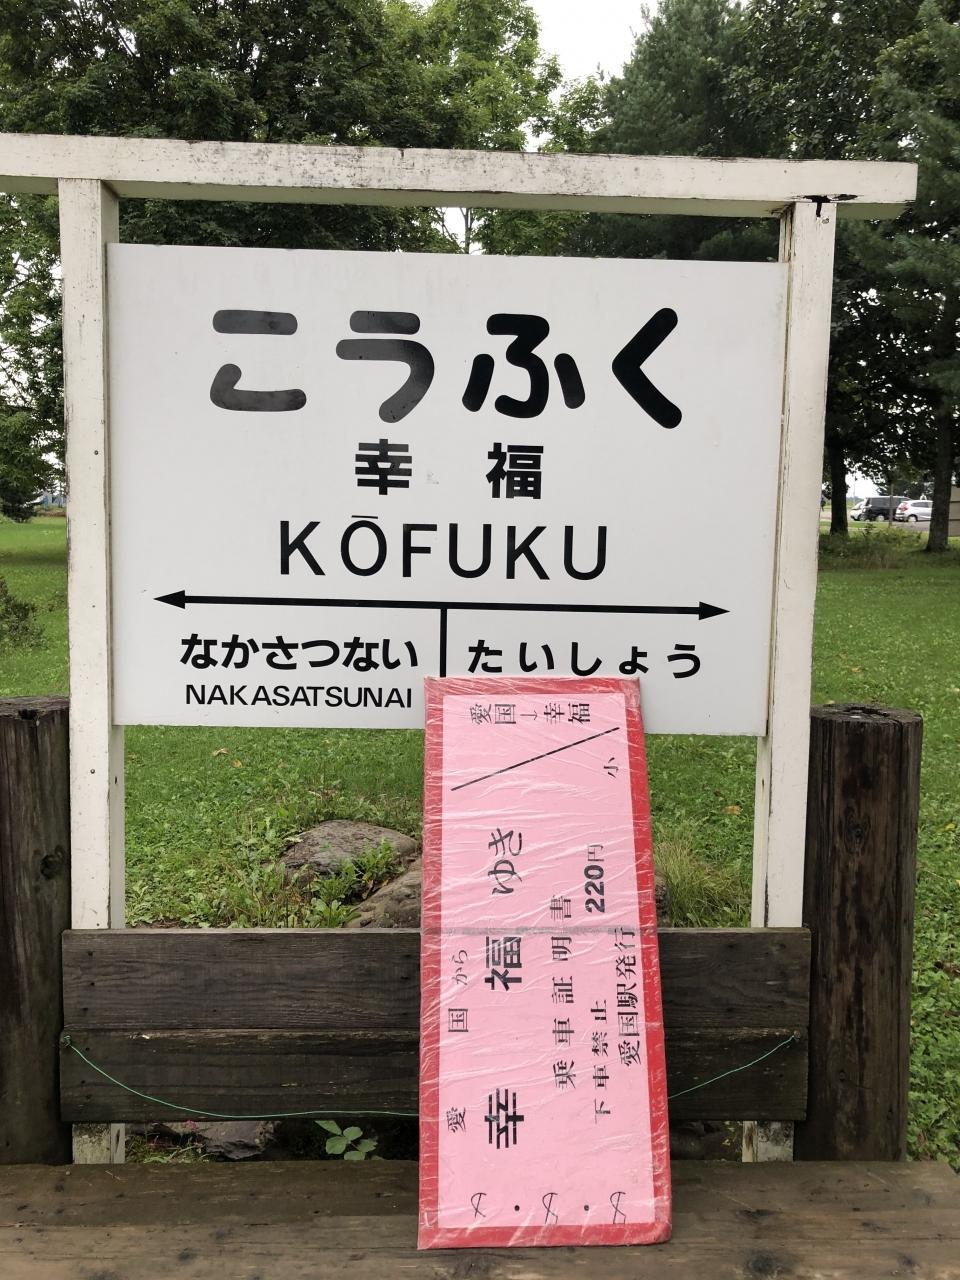 こうふく
幸福
KŌFUKU
なかさつない
NAKASATSUNAI
たいしょう
愛国から
幸福ゆき
乗車証明書
下車禁止 220円
愛国駅発行
愛国→幸福
小